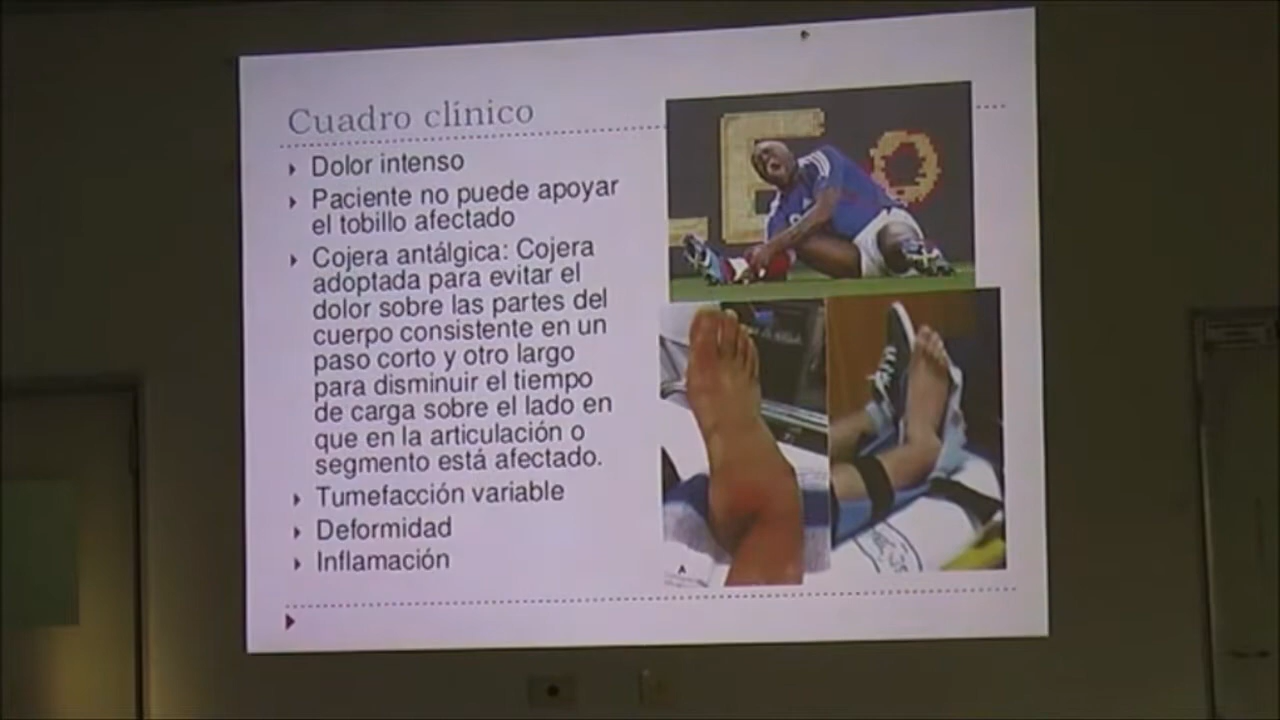 Cuadro clínico
Dolor intenso
Paciente no puede apoyar
el tobillo afectado
Cojera antálgica: Cojera
adoptada para evitar el
dolor sobre las partes del
cuerpo consistente en un
paso corto y otro largo
para disminuir el tiempo
de carga sobre el lado en
que en la articulación o
segmento está afectado.
Tumefacción variable
Deformidad
Inflamación
A